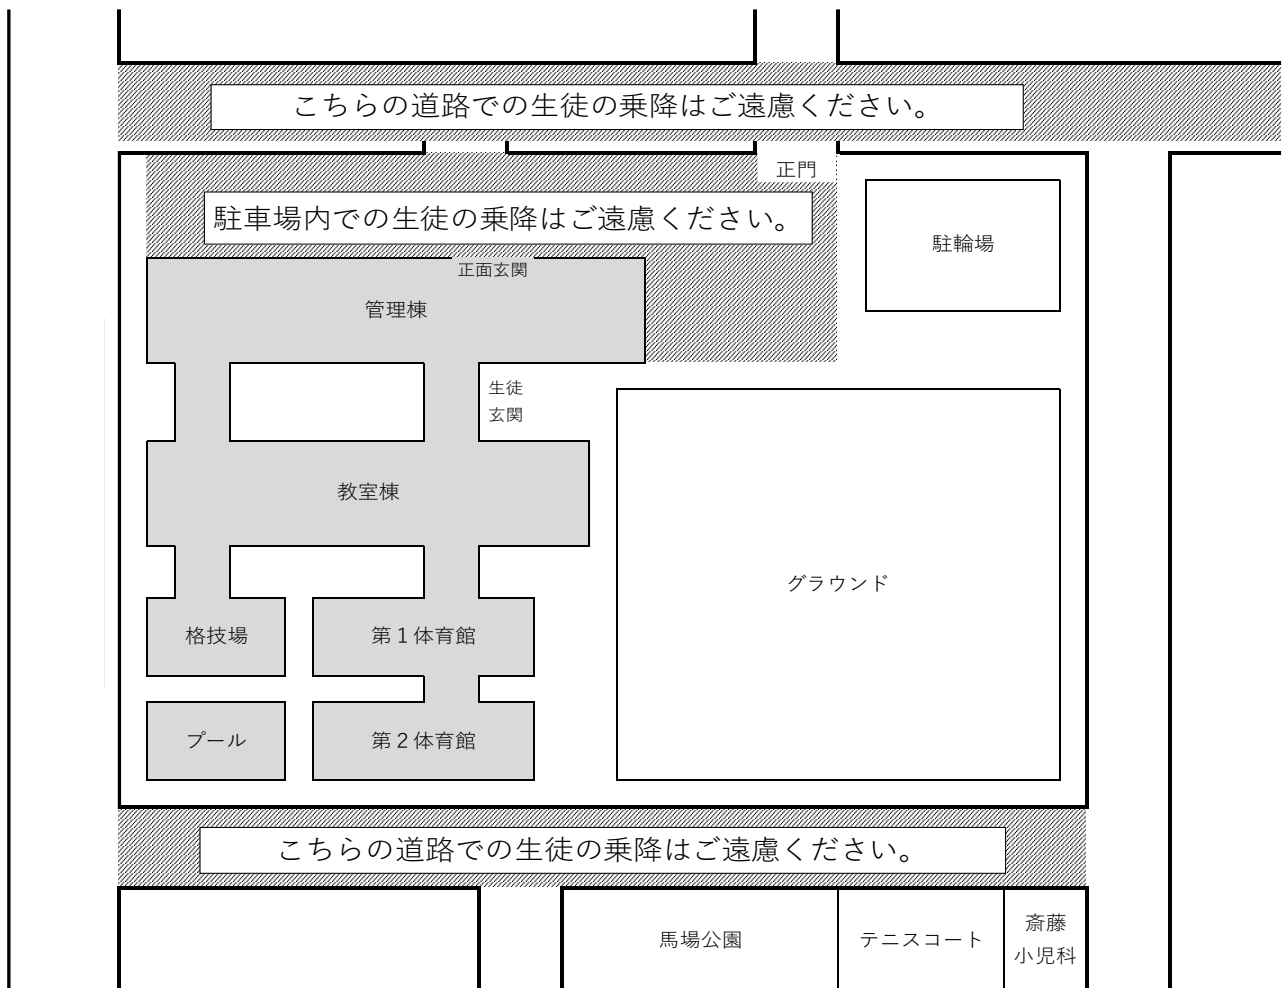 こちらの道路での生徒の乗降はご遠慮ください。
正門
駐車場内での生徒の乗降はご遠慮ください。
駐輪場
正面玄関
管理棟
生徒
玄関
教室棟
グラウンド
格技場
第１体育館
プール
第２体育館
こちらの道路での生徒の乗降はご遠慮ください。
馬場公園
テニスコート
斎藤
小児科